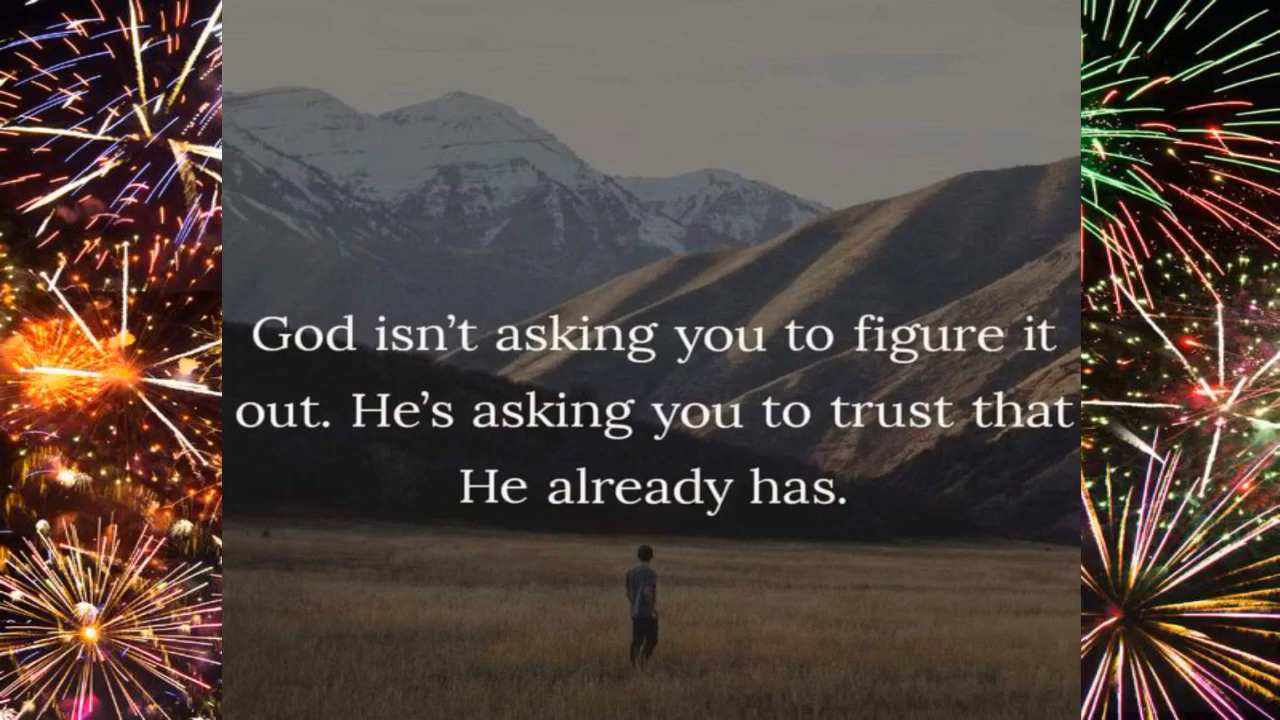 God isn’t asking you to figure it
out. He’s asking you to trust that
He already has.